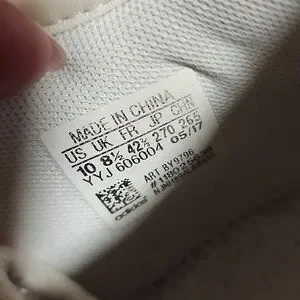 MADE IN CHINA
US UK FR JP CHN
10 8½ 42⅔ 270 265
YYJ 606004 05/17
ART BY9796
adidas